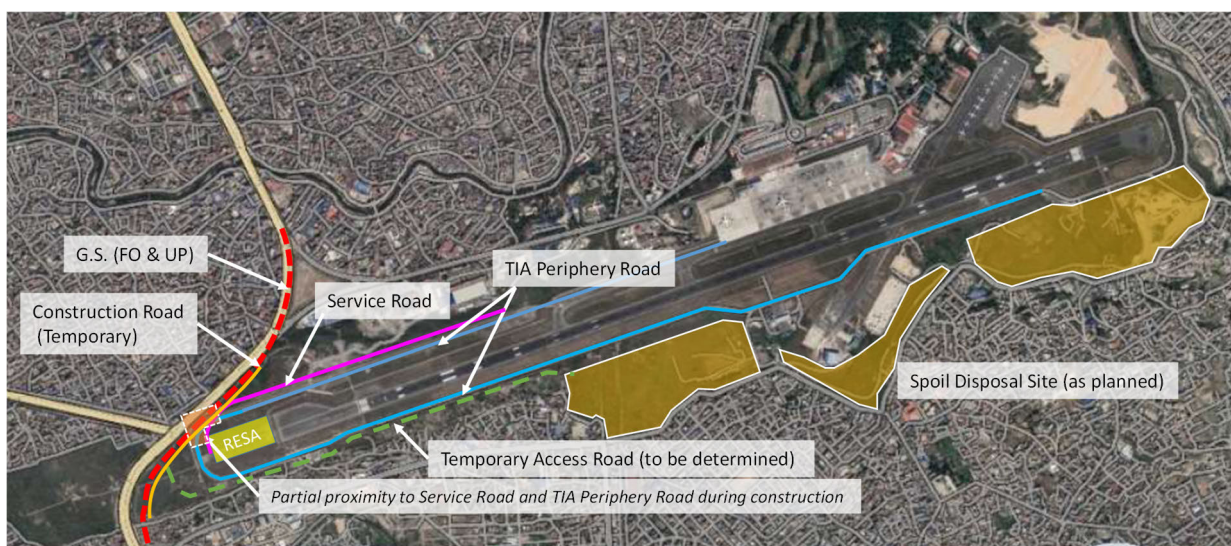 G.S. (FO & UP)
TIA Periphery Road
Service Road
Construction Road
(Temporary)
Spoil Disposal Site (as planned)
RESA
Temporary Access Road (to be determined)
Partial proximity to Service Road and TIA Periphery Road during construction